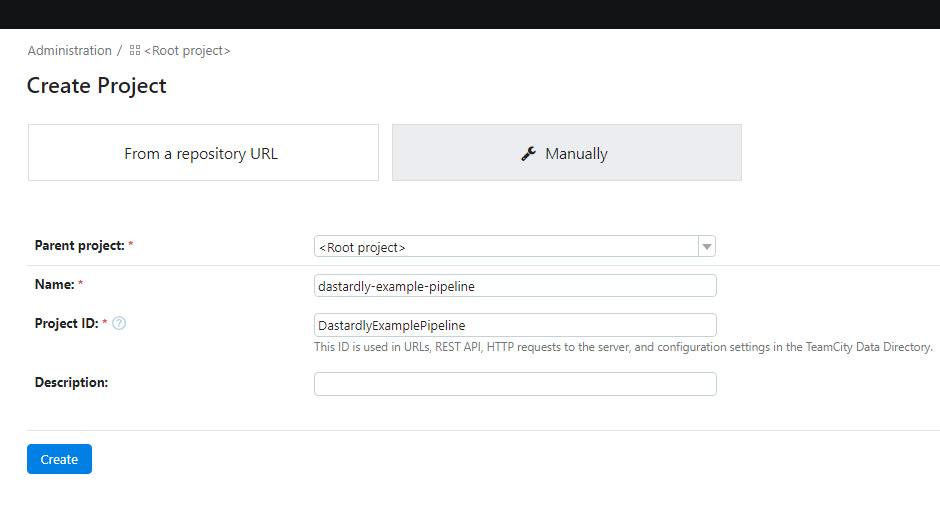 Administration / <Root project>
Create Project
From a repository URL
Manually
Parent project: *
<Root project>
Name: *
dastardly-example-pipeline
Project ID: * ?
DastardlyExamplePipeline
This ID is used in URLs, REST API, HTTP requests to the server, and configuration settings in the TeamCity Data Directory.
Description:
Create